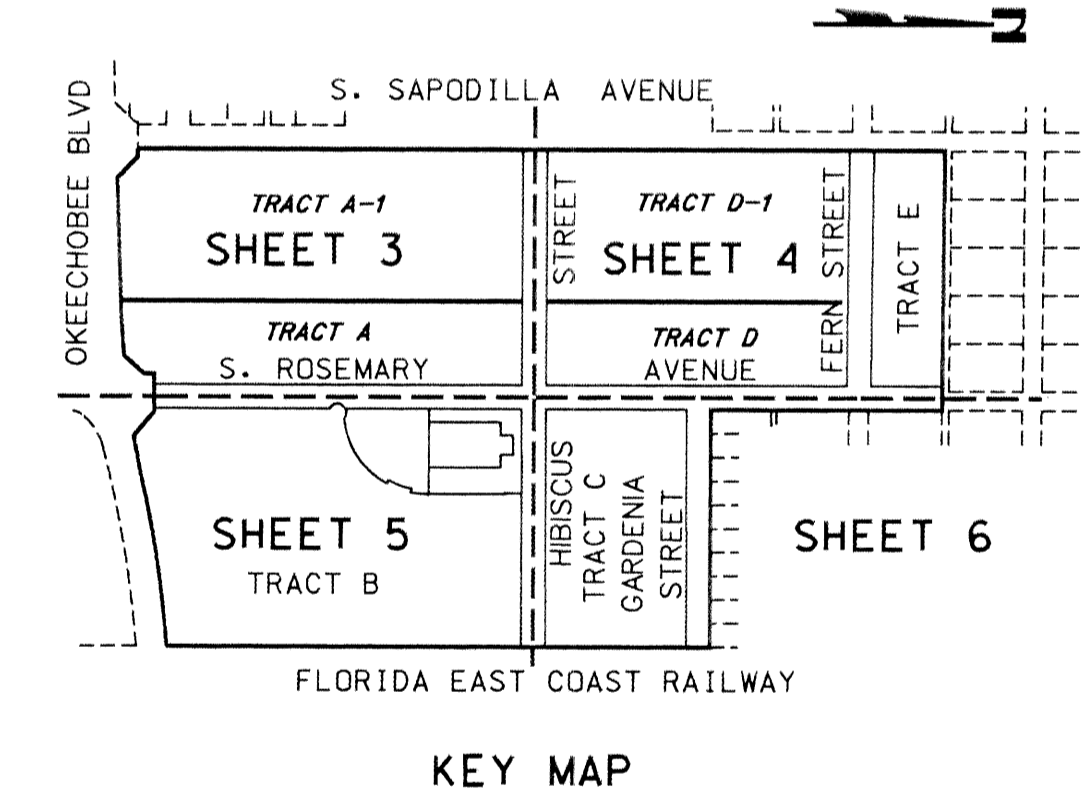 N
S. SAPODILLA AVENUE
OKEECHOBEE BLVD
TRACT A-1
SHEET 3
STREET
TRACT D-1
SHEET 4
FERN STREET
TRACT E
TRACT A
S. ROSEMARY
TRACT D
AVENUE
SHEET 5
TRACT B
HIBISCUS
TRACT C
GARDENIA
STREET
SHEET 6
FLORIDA EAST COAST RAILWAY
KEY MAP